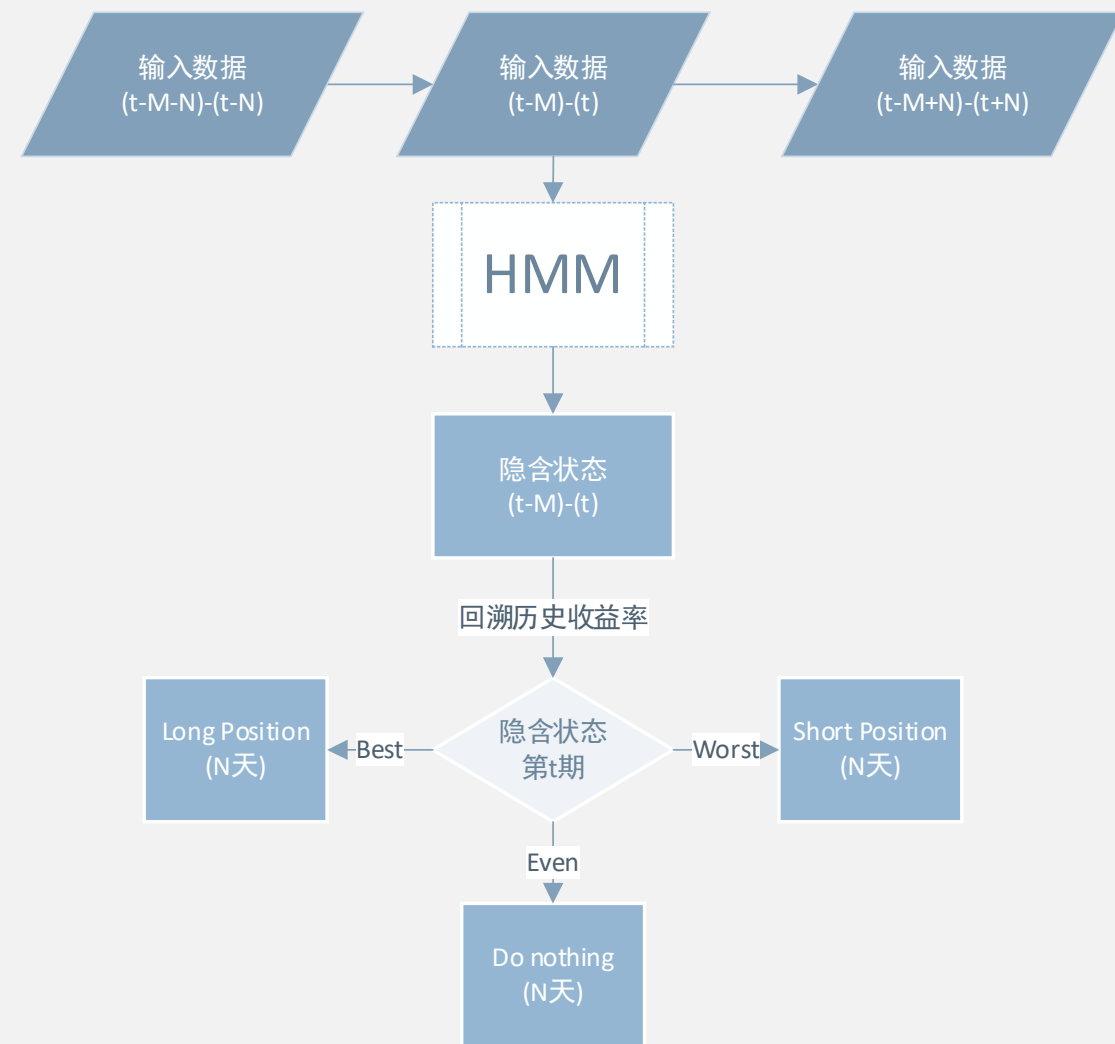 输入数据
(t-M-N)-(t-N)
输入数据
(t-M)-(t)
输入数据
(t-M+N)-(t+N)
HMM
隐含状态
(t-M)-(t)
回溯历史收益率
Long Position
(N天)
Best
隐含状态
第t期
Worst
Short Position
(N天)
Even
Do nothing
(N天)